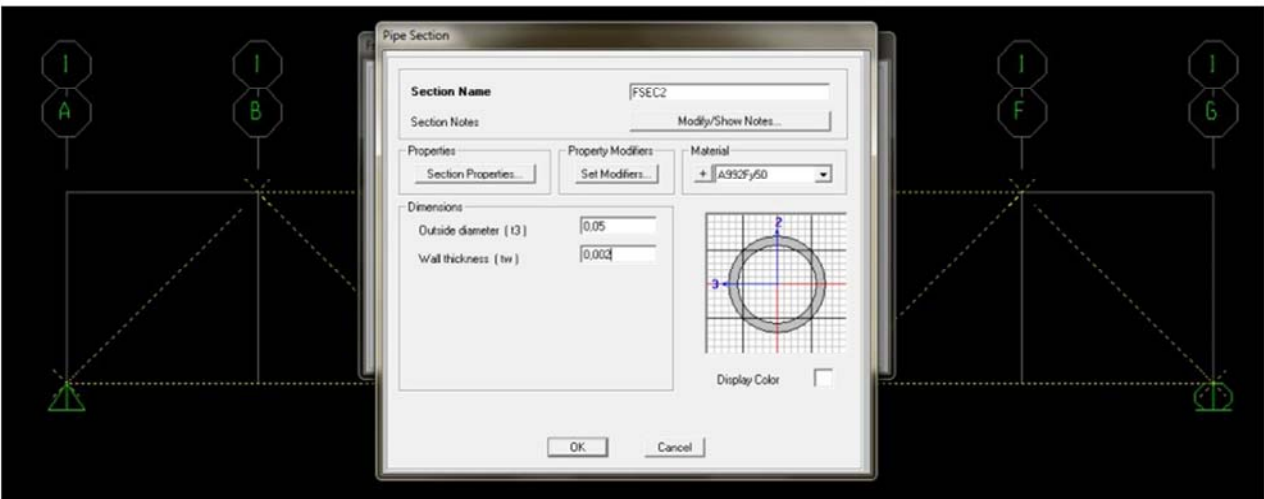 Pipe Section
Section Name FSEC2
Section Notes Modify/Show Notes...
Properties Property Modifiers Material
Section Properties... Set Modifiers... + A992Fy50
Dimensions
Outside diameter ( t3 ) 0,05
Wall thickness ( tw ) 0,002
2
3
Display Color
OK Cancel
1 1 1 1
A B F G